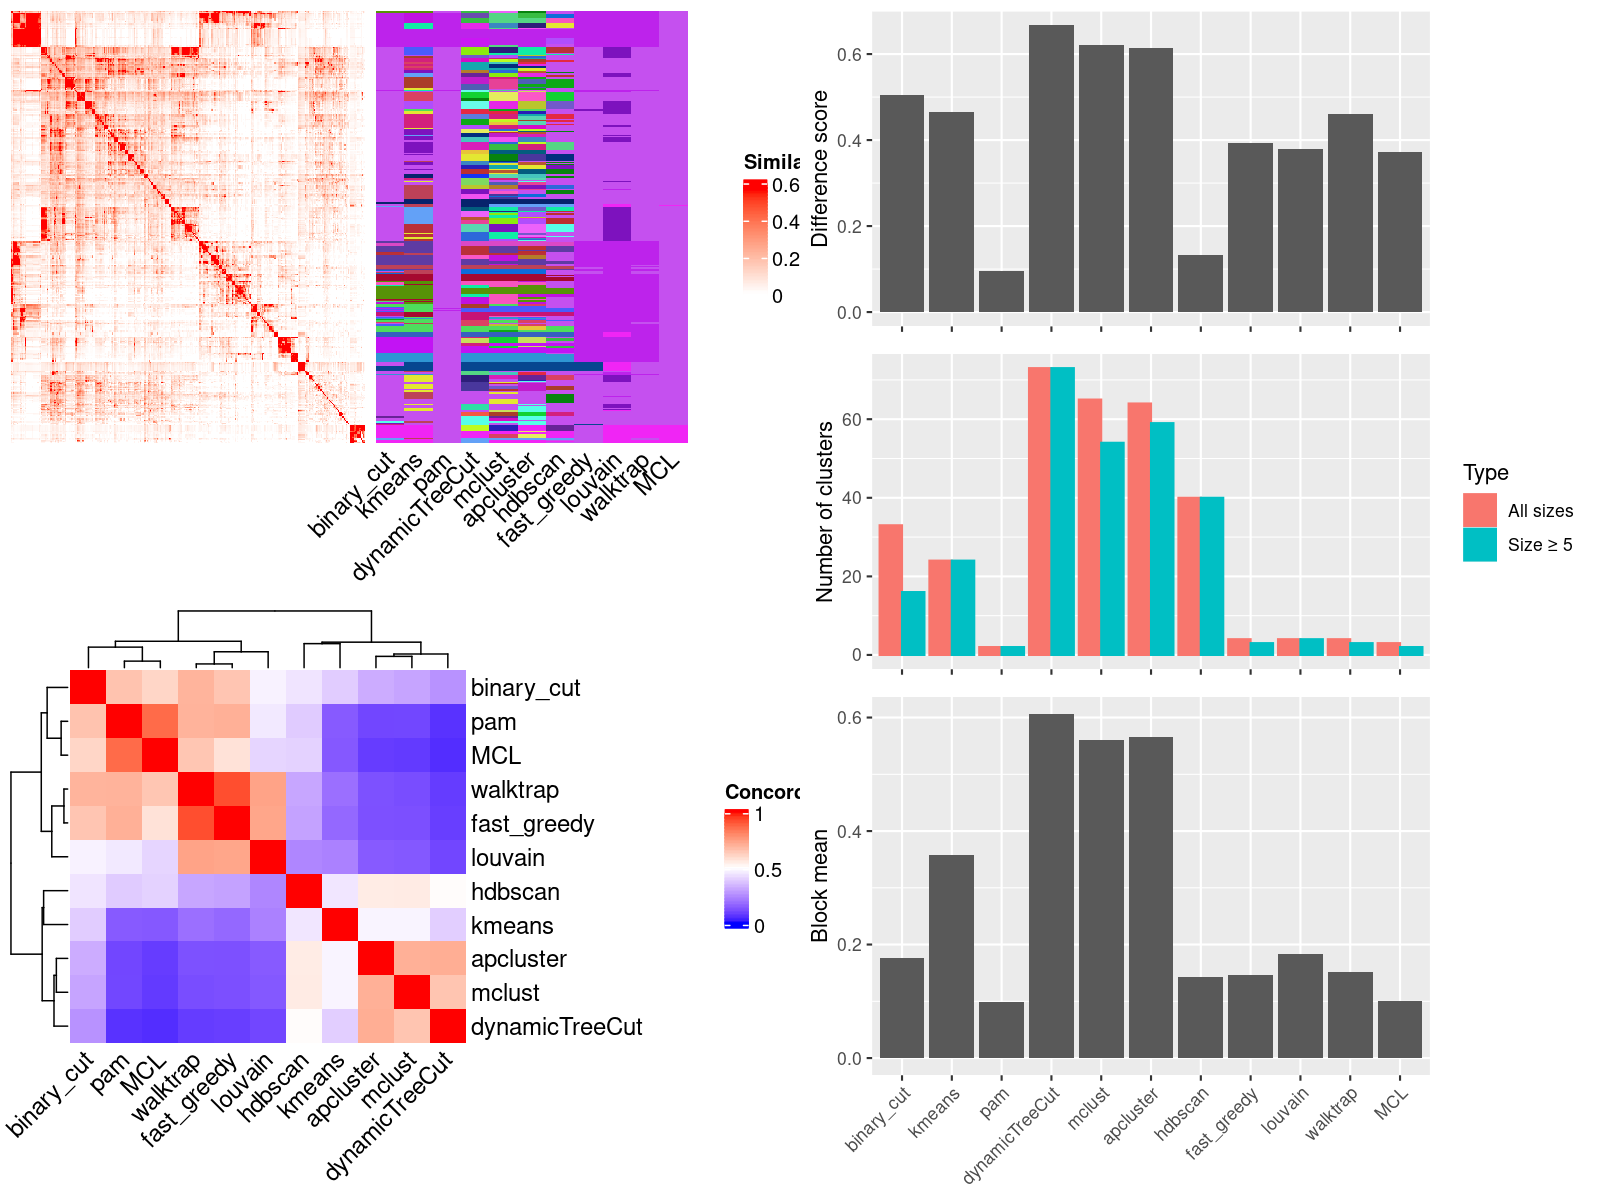 Simila
0.6
0.4
0.2
0
binary_cut
kmeans
pam
dynamicTreeCut
mclust
apcluster
hdbscan
fast_greedy
louvain
walktrap
MCL
binary_cut
pam
MCL
walktrap
fast_greedy
louvain
hdbscan
kmeans
apcluster
mclust
dynamicTreeCut
binary_cut
pam
MCL
walktrap
fast_greedy
louvain
hdbscan
kmeans
apcluster
mclust
dynamicTreeCut
Concord
1
0.5
0
Difference score
0.6
0.4
0.2
0.0
Number of clusters
60
40
20
0
Type
All sizes
Size ≥ 5
Block mean
0.6
0.4
0.2
0.0
binary_cut
kmeans
pam
dynamicTreeCut
mclust
apcluster
hdbscan
fast_greedy
louvain
walktrap
MCL